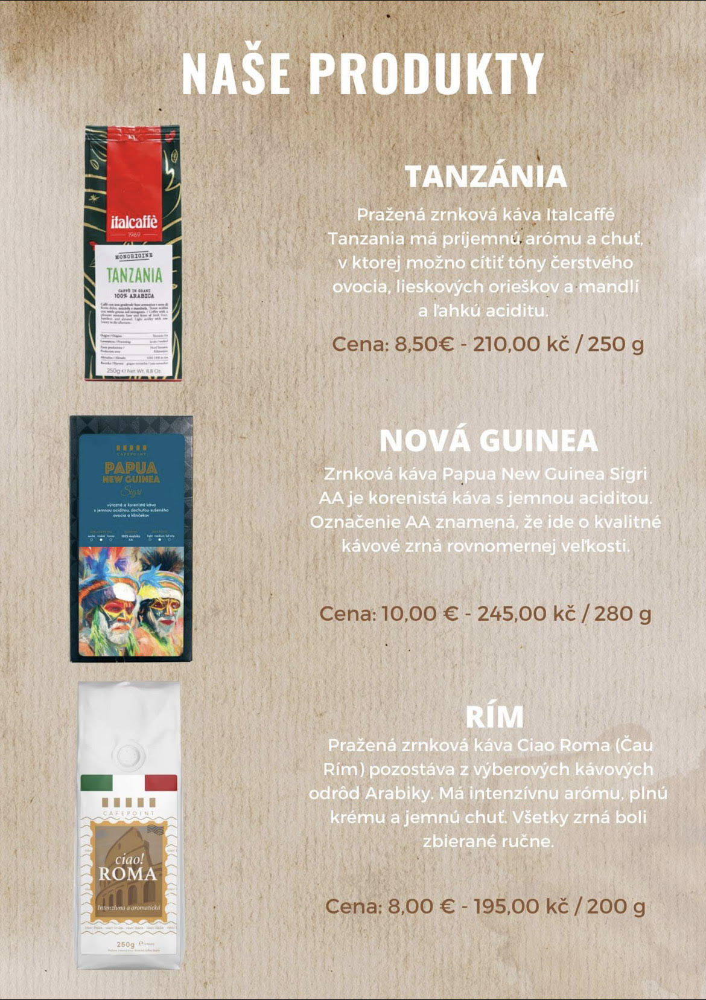 NAŠE PRODUKTY
italcaffè
1969
MONORIGINE
TANZANIA
CAFFÈ IN GRANI
100% ARABICA
250g e Net. Wt. 8.8 Oz.
TANZÁNIA
Pražená zrnková káva Italcaffé
Tanzania má príjemnú arómu a chuť,
v ktorej možno cítiť tóny čerstvého
ovocia, lieskových orieškov a mandlí
a ľahkú aciditu.
Cena: 8,50€ - 210,00 kč / 250 g
CAFEPOINT
PAPUA
NEW GUINEA
Sigri
výrazná a korenistá káva
s jemnou aciditou, dochuťou sušeného
ovocia a klinčekov
100% Arabika
AA
NOVÁ GUINEA
Zrnková káva Papua New Guinea Sigri
AA je korenistá káva s jemnou aciditou.
Označenie AA znamená, že ide o kvalitné
kávové zrná rovnomernej veľkosti.
Cena: 10,00 € - 245,00 kč / 280 g
CAFEPOINT
ciao!
ROMA
Intenzívna a aromatická
250g e
RÍM
Pražená zrnková káva Ciao Roma (Čau
Rím) pozostáva z výberových kávových
odrôd Arabiky. Má intenzívnu arómu, plnú
krému a jemnú chuť. Všetky zrná boli
zbierané ručne.
Cena: 8,00 € - 195,00 kč / 200 g